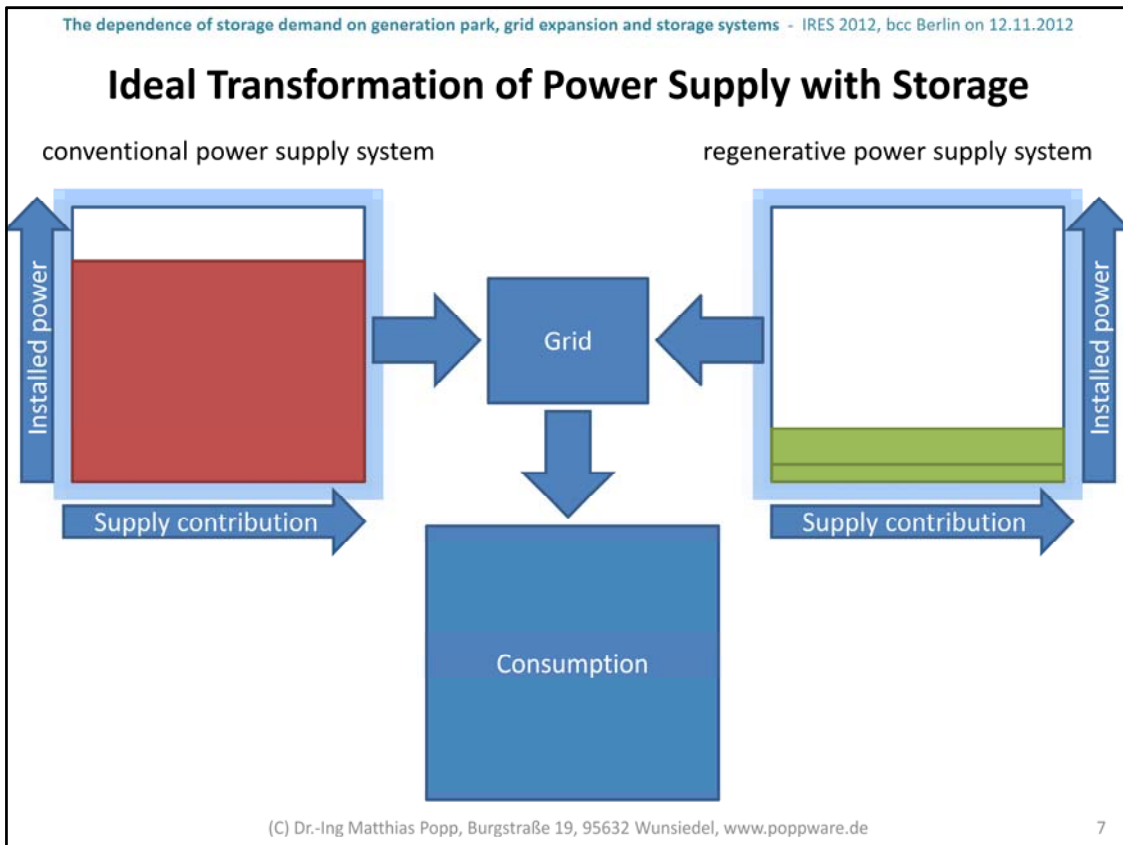 The dependence of storage demand on generation park, grid expansion and storage systems - IRES 2012, bcc Berlin on 12.11.2012
Ideal Transformation of Power Supply with Storage
conventional power supply system
regenerative power supply system
Installed power
Grid
Installed power
Supply contribution
Supply contribution
Consumption
(C) Dr.-Ing Matthias Popp, Burgstraße 19, 95632 Wunsiedel, www.poppware.de
7